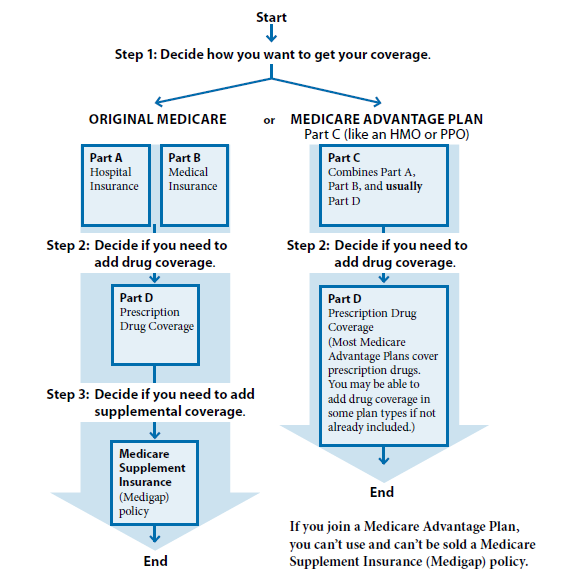 Start
Step 1: Decide how you want to get your coverage.
ORIGINAL MEDICARE
or
MEDICARE ADVANTAGE PLAN
Part C (like an HMO or PPO)
Part A
Hospital
Insurance
Part B
Medical
Insurance
Part C
Combines Part A,
Part B, and usually
Part D
Step 2: Decide if you need to
add drug coverage.
Part D
Prescription
Drug Coverage
Step 3: Decide if you need to add
supplemental coverage.
Medicare
Supplement
Insurance
(Medigap)
policy
End
Step 2: Decide if you need to
add drug coverage.
Part D
Prescription Drug
Coverage
(Most Medicare
Advantage Plans cover
prescription drugs.
You may be able to
add drug coverage in
some plan types if not
already included.)
End
If you join a Medicare Advantage Plan,
you can't use and can't be sold a Medicare
Supplement Insurance (Medigap) policy.